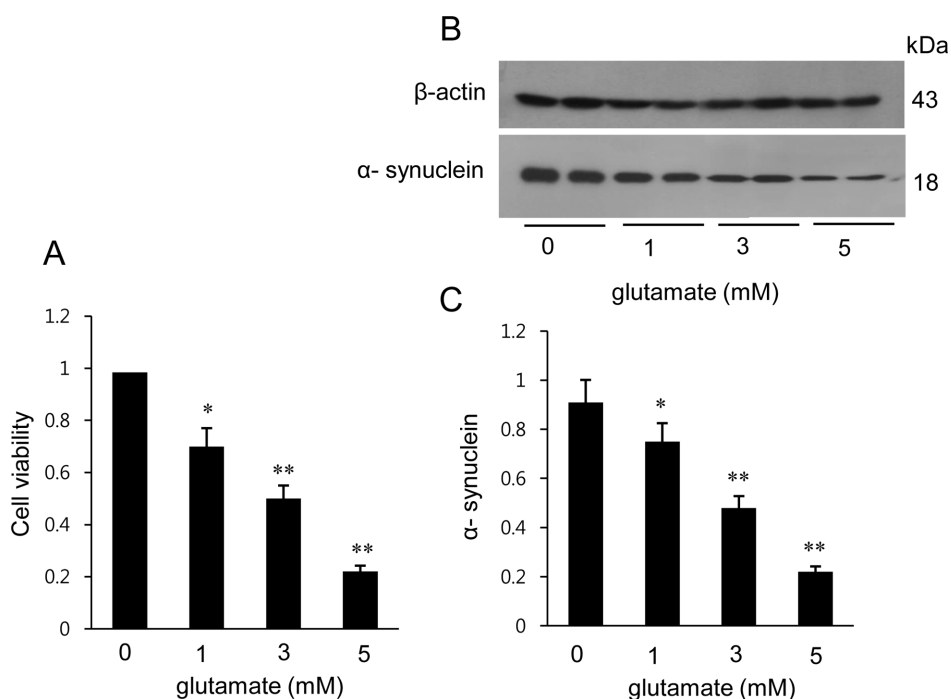 B
kDa
β-actin
43
α- synuclein
18
0 1 3 5
glutamate (mM)
A
1.2
1
0.8
0.6
0.4
0.2
0
Cell viability
*
**
**
0 1 3 5
glutamate (mM)
C
1.2
1
0.8
0.6
0.4
0.2
0
α- synuclein
*
**
**
0 1 3 5
glutamate (mM)